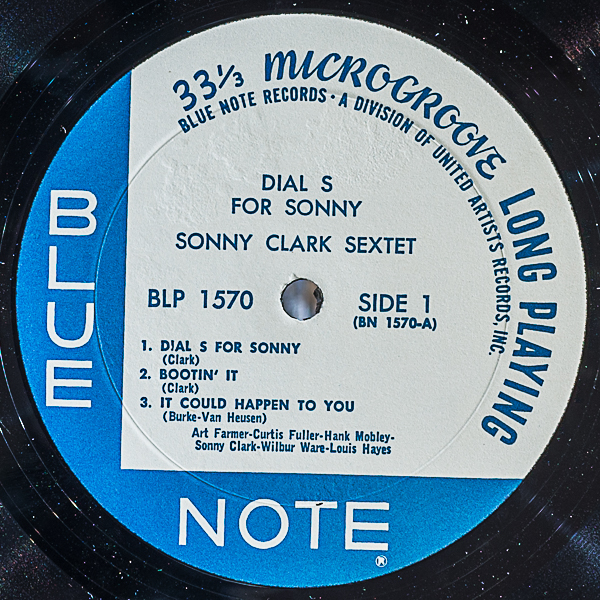 33⅓ MICROGROOVE LONG PLAYING
BLUE NOTE RECORDS · A DIVISION OF UNITED ARTISTS RECORDS, INC.
DIAL S
FOR SONNY
SONNY CLARK SEXTET
BLP 1570
SIDE 1
(BN 1570-A)
1. DIAL S FOR SONNY
(Clark)
2. BOOTIN' IT
(Clark)
3. IT COULD HAPPEN TO YOU
(Burke-Van Heusen)
Art Farmer-Curtis Fuller-Hank Mobley-
Sonny Clark-Wilbur Ware-Louis Hayes
BLUE
NOTE
®